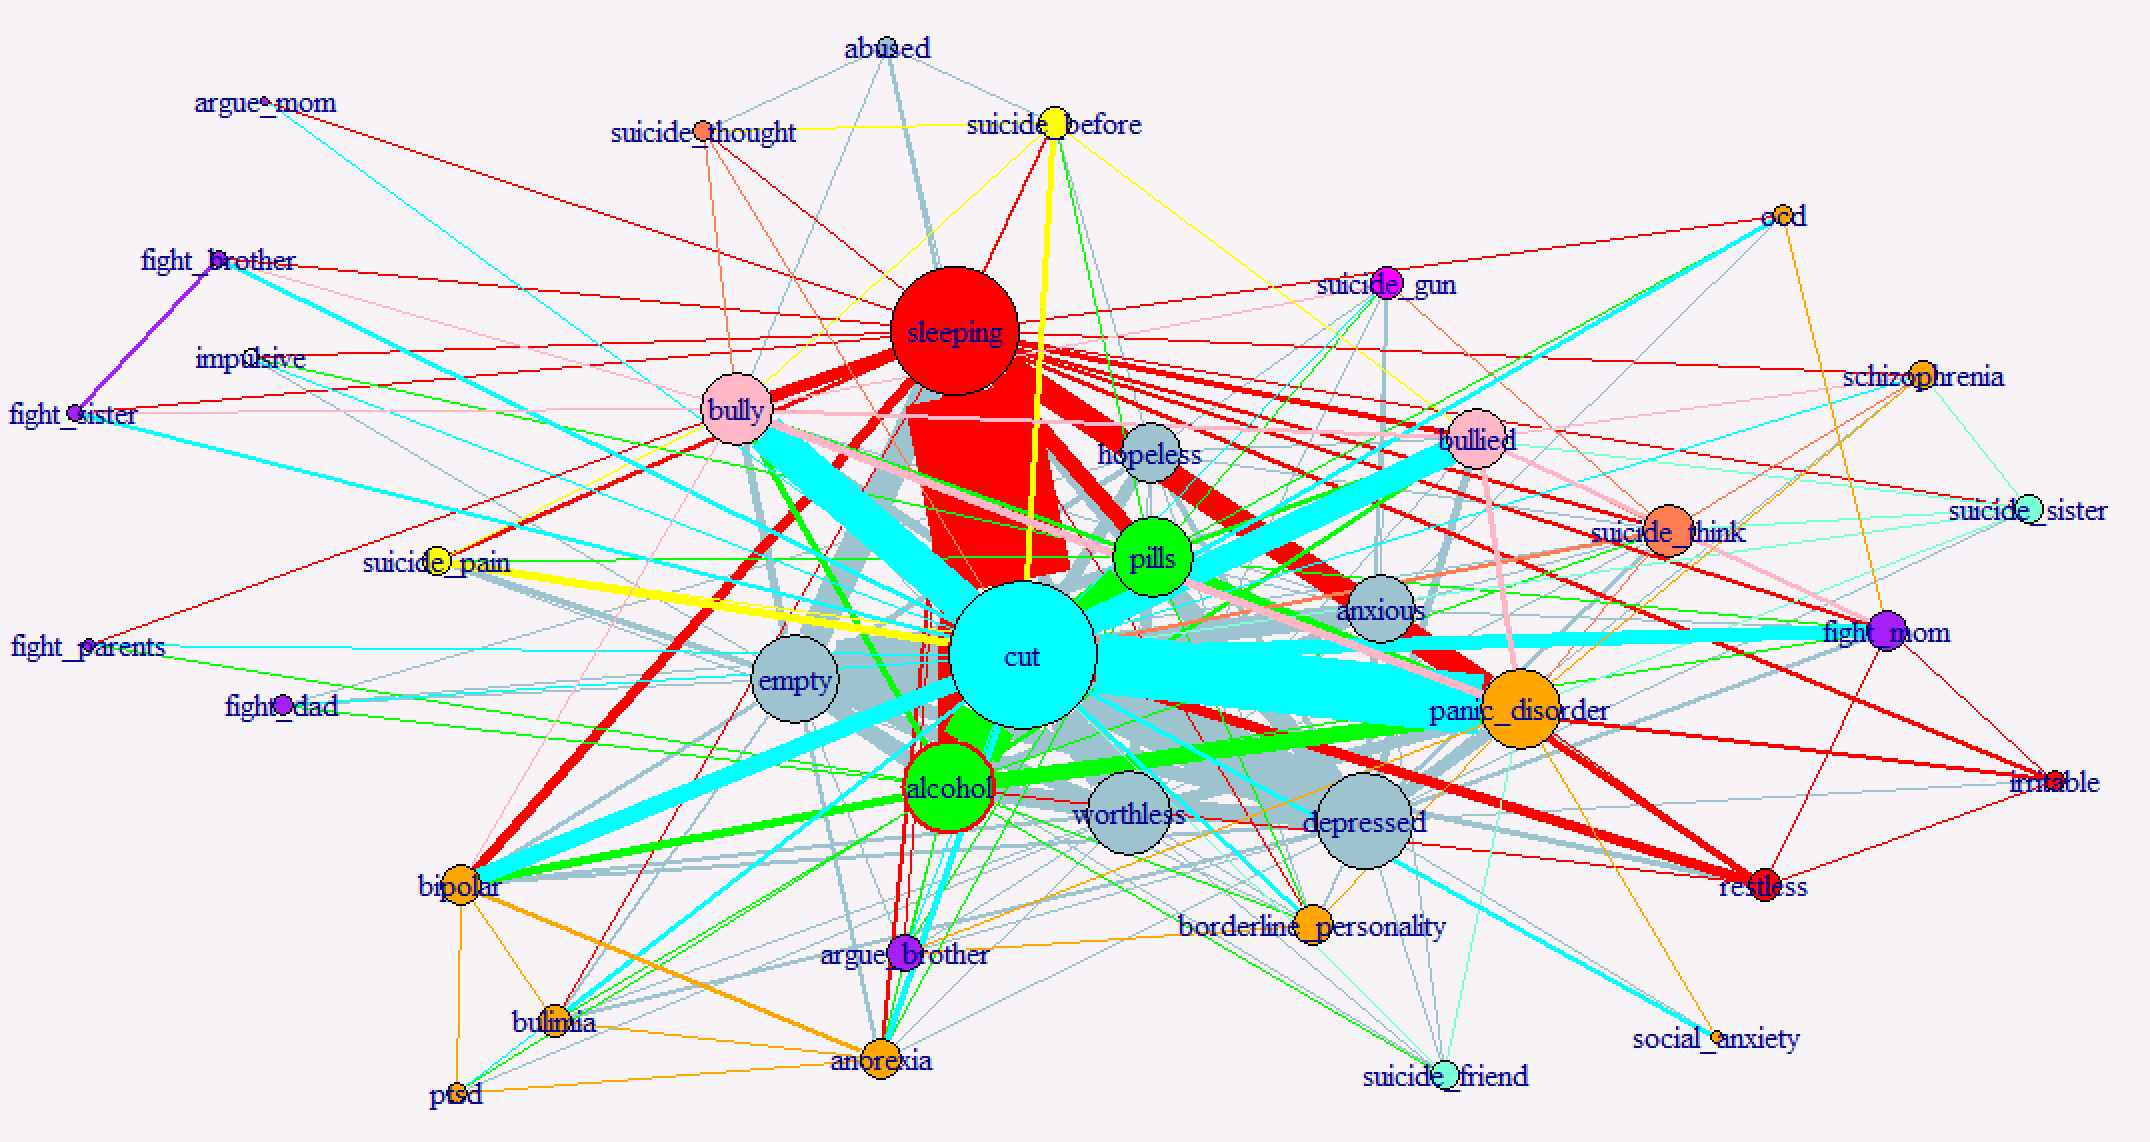 abused
argue_mom
suicide_thought
suicide_before
ocd
fight_brother
suicide_gun
sleeping
impulsive
schizophrenia
fight_sister
bully
bullied
hopeless
suicide_sister
suicide_think
suicide_pain
pills
anxious
fight_mom
fight_parents
cut
empty
fight_dad
panic_disorder
irritable
alcohol
worthless
depressed
bipolar
restless
borderline_personality
argue_brother
bulimia
social_anxiety
anorexia
suicide_friend
ptsd